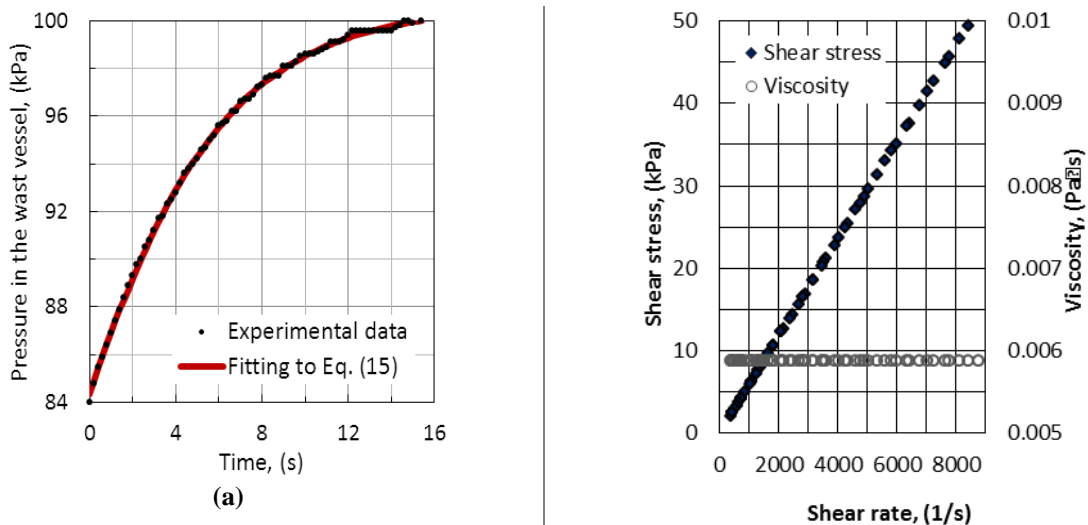 Pressure in the wast vessel, (kPa)
100
96
92
88
84
Experimental data
Fitting to Eq. (15)
0
4
8
12
16
Time, (s)
(a)
Shear stress, (kPa)
50
40
30
20
10
0
Shear stress
Viscosity
0.01
0.009
0.008
0.007
0.006
0.005
Viscosity, (Pa⍰s)
0
2000
4000
6000
8000
Shear rate, (1/s)